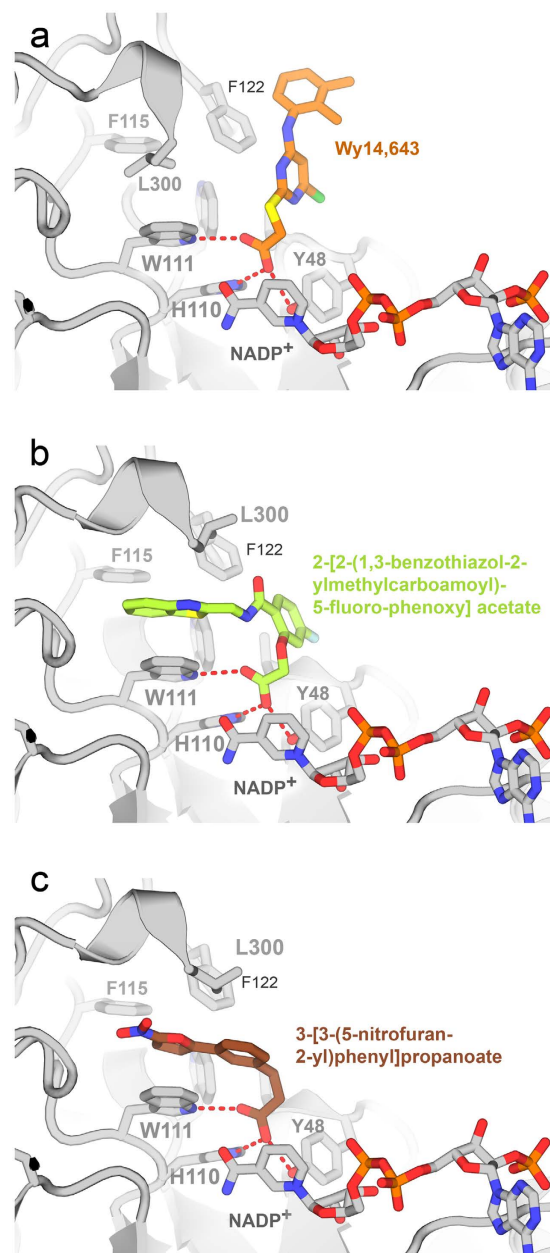 a
F122
F115
Wy14,643
L300
W111
Y48
H110
NADP+
b
L300
F122
F115
2-[2-(1,3-benzothiazol-2-
ylmethylcarboamoyl)-
5-fluoro-phenoxy] acetate
W111
Y48
H110
NADP+
c
L300
F122
F115
3-[3-(5-nitrofuran-
2-yl)phenyl]propanoate
W111
Y48
H110
NADP+